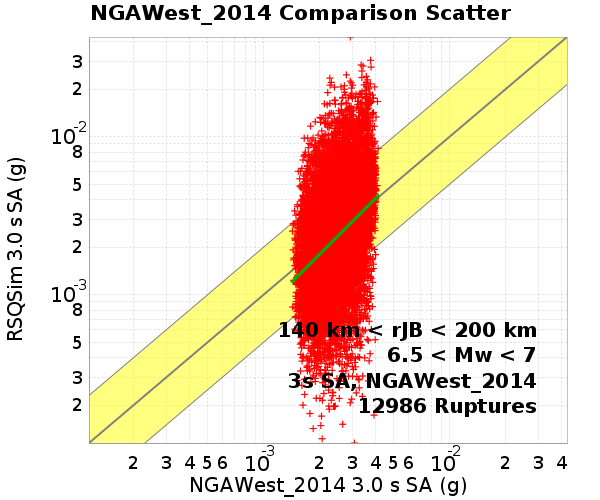 NGAWest_2014 Comparison Scatter
RSQSim 3.0 s SA (g)
3
2
10-2
8
5
3
2
10-3
8
5
3
2
140 km < rJB < 200 km
6.5 < Mw < 7
3s SA, NGAWest_2014
12986 Ruptures
2 3 4 5 6 8 10-3 2 3 4 5 6 8 10-2 2 3 4
NGAWest_2014 3.0 s SA (g)